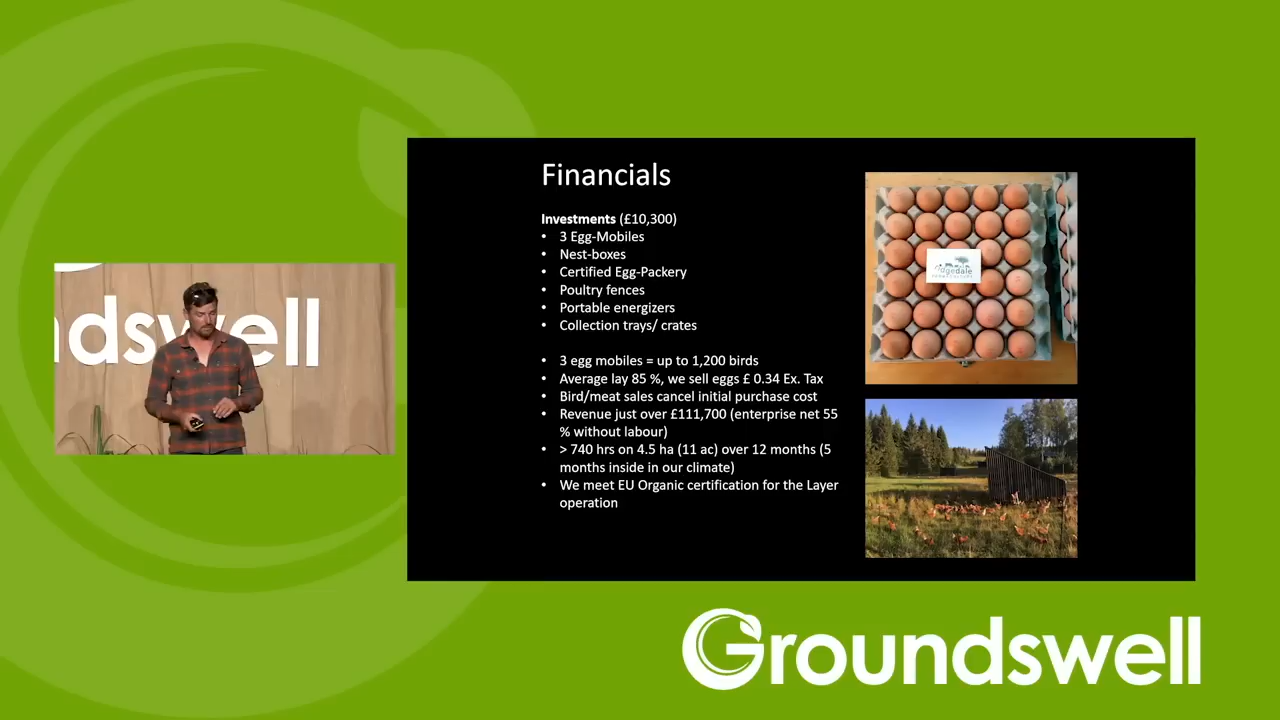 ndswell
Financials
Investments (£10,300)
• 3 Egg-Mobiles
• Nest-boxes
• Certified Egg-Packery
• Poultry fences
• Portable energizers
• Collection trays/ crates
• 3 egg mobiles = up to 1,200 birds
• Average lay 85 %, we sell eggs £ 0.34 Ex. Tax
• Bird/meat sales cancel initial purchase cost
• Revenue just over £111,700 (enterprise net 55
% without labour)
• > 740 hrs on 4.5 ha (11 ac) over 12 months (5
months inside in our climate)
• We meet EU Organic certification for the Layer
operation
Groundswell